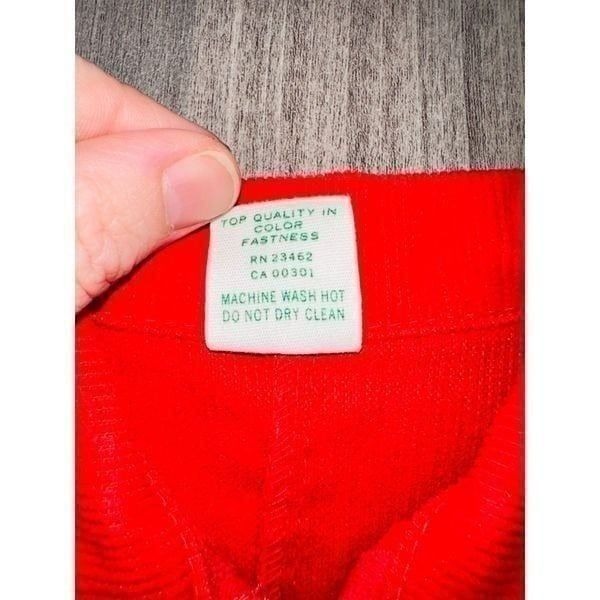 TOP QUALITY IN
COLOR
FASTNESS
RN 23462
CA 00301
MACHINE WASH HOT
DO NOT DRY CLEAN